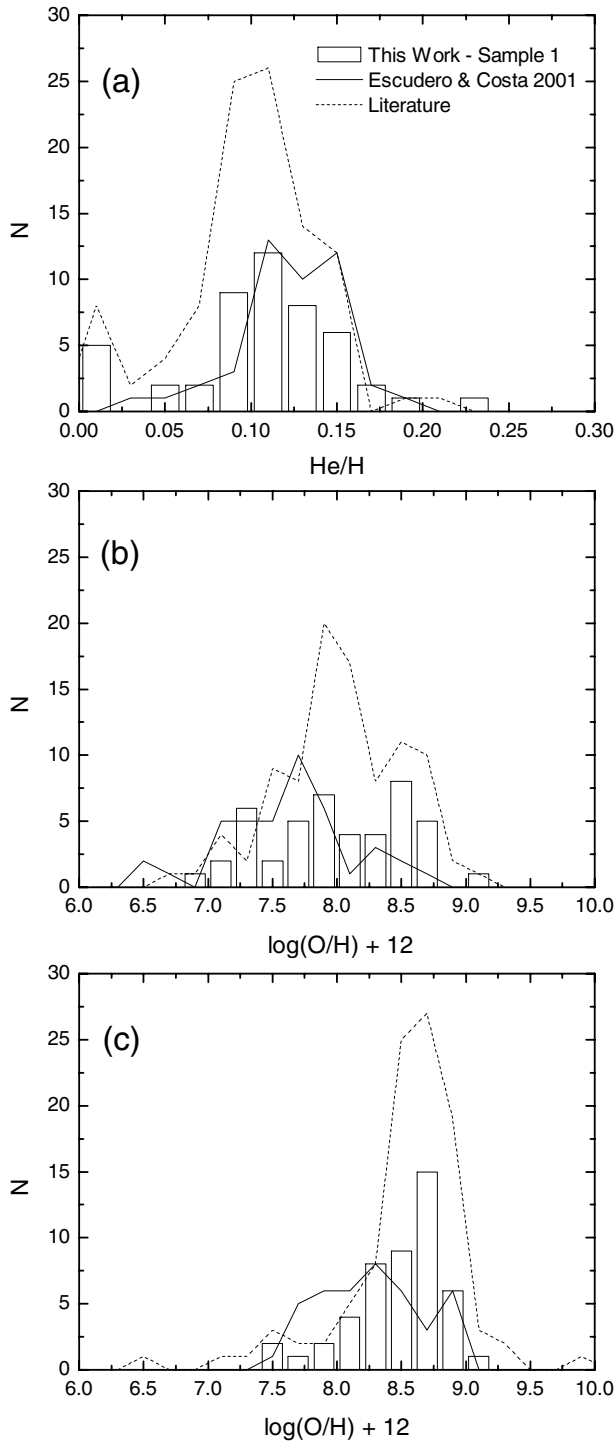 30
25
20
15
10
5
0
N
(a)
This Work - Sample 1
Escudero & Costa 2001
Literature
0.00 0.05 0.10 0.15 0.20 0.25 0.30
He/H
30
25
20
15
10
5
0
N
(b)
6.0 6.5 7.0 7.5 8.0 8.5 9.0 9.5 10.0
log(O/H) + 12
30
25
20
15
10
5
0
N
(c)
6.0 6.5 7.0 7.5 8.0 8.5 9.0 9.5 10.0
log(O/H) + 12